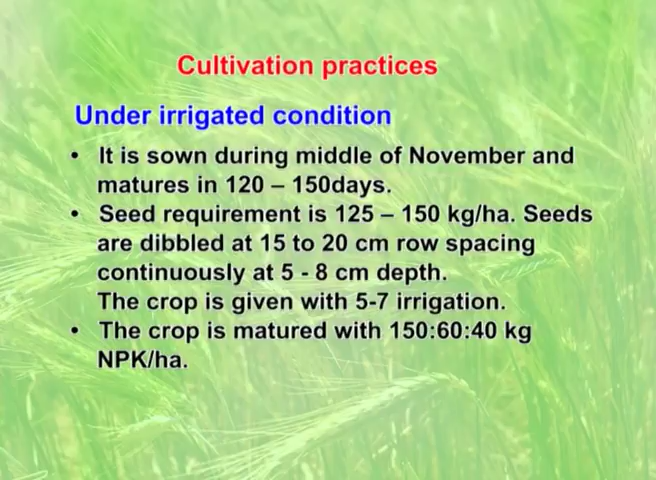 Cultivation practices
Under irrigated condition
• It is sown during middle of November and
matures in 120 – 150days.
• Seed requirement is 125 – 150 kg/ha. Seeds
are dibbled at 15 to 20 cm row spacing
continuously at 5 - 8 cm depth.
The crop is given with 5-7 irrigation.
• The crop is matured with 150:60:40 kg
NPK/ha.